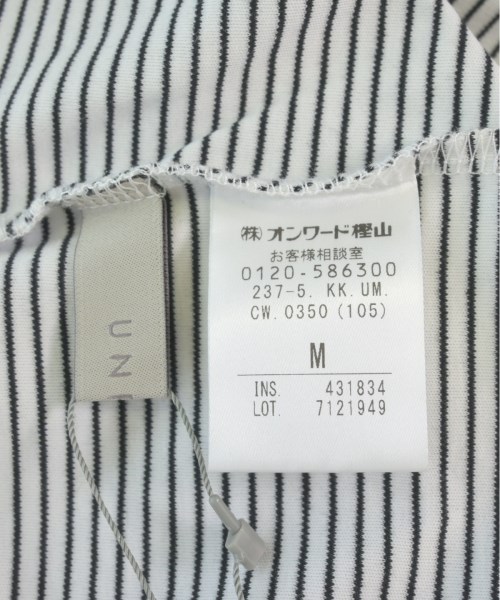 ㈱オンワード樫山
お客様相談室
0120-586300
237-5. KK. UM.
CW. 0350 (105)
M
INS. 431834
LOT. 7121949
UN